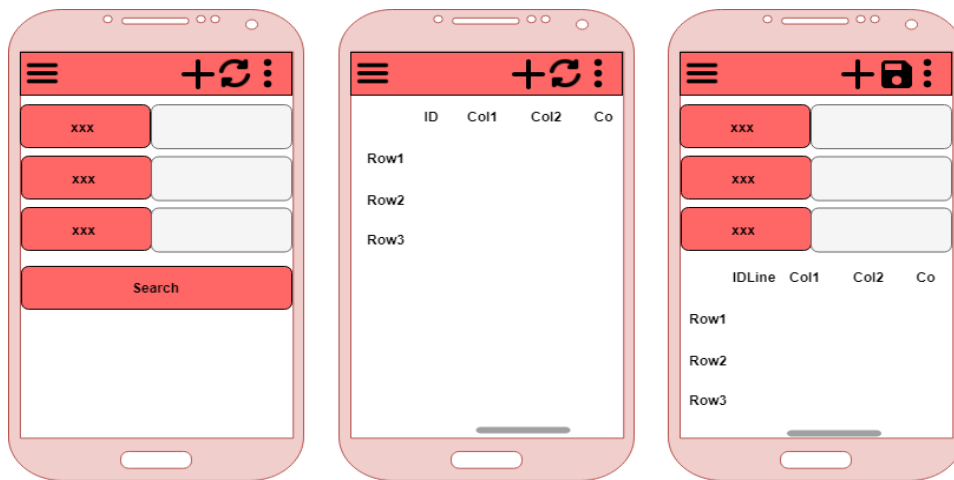 xxx
xxx
xxx
Search
ID Col1 Col2 Co
Row1
Row2
Row3
xxx
xxx
xxx
IDLine Col1 Col2 Co
Row1
Row2
Row3